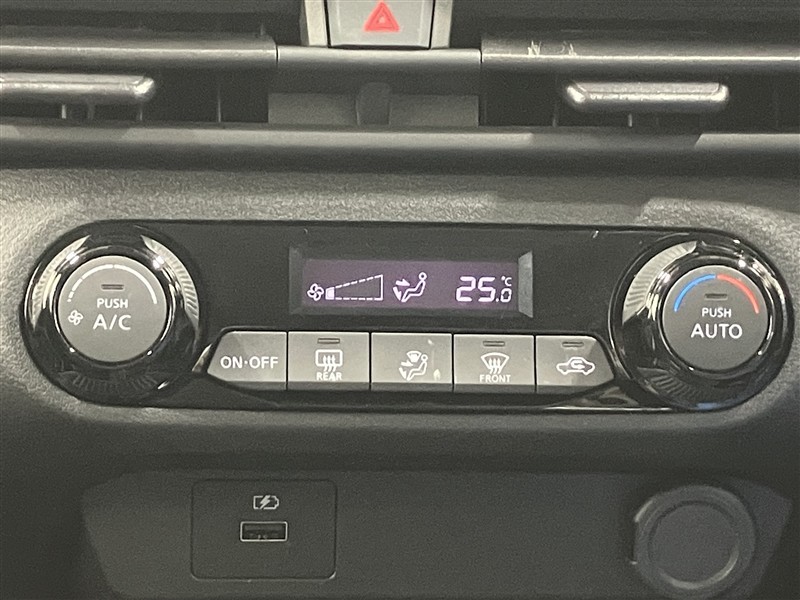 25.0°C
PUSH
A/C
PUSH
AUTO
ON·OFF
REAR
FRONT